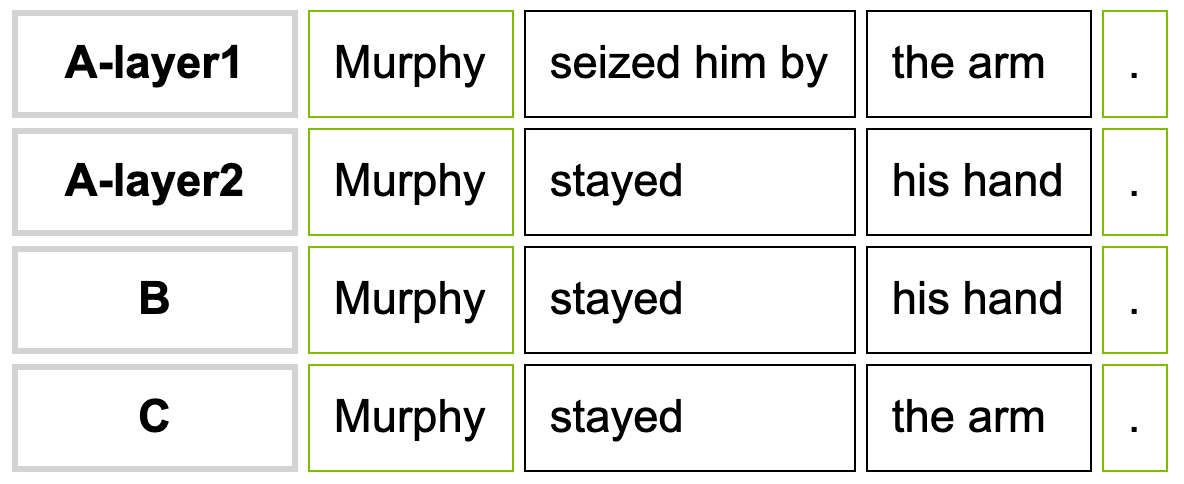 A-layer1 Murphy seized him by the arm .
A-layer2 Murphy stayed his hand .
B Murphy stayed his hand .
C Murphy stayed the arm .